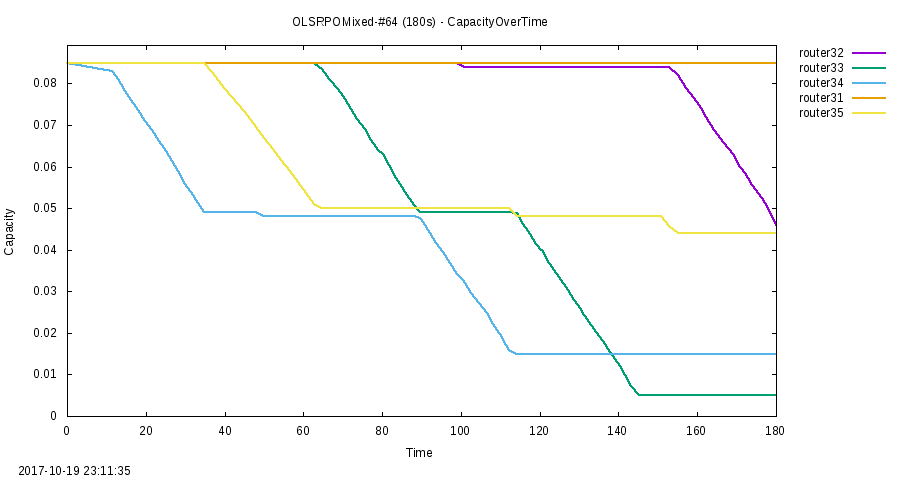 OLSRPOMixed-#64 (180s) - CapacityOverTime
router32
router33
router34
router31
router35
0.08
0.07
0.06
0.05
0.04
0.03
0.02
0.01
0
Capacity
0 20 40 60 80 100 120 140 160 180
Time
2017-10-19 23:11:35